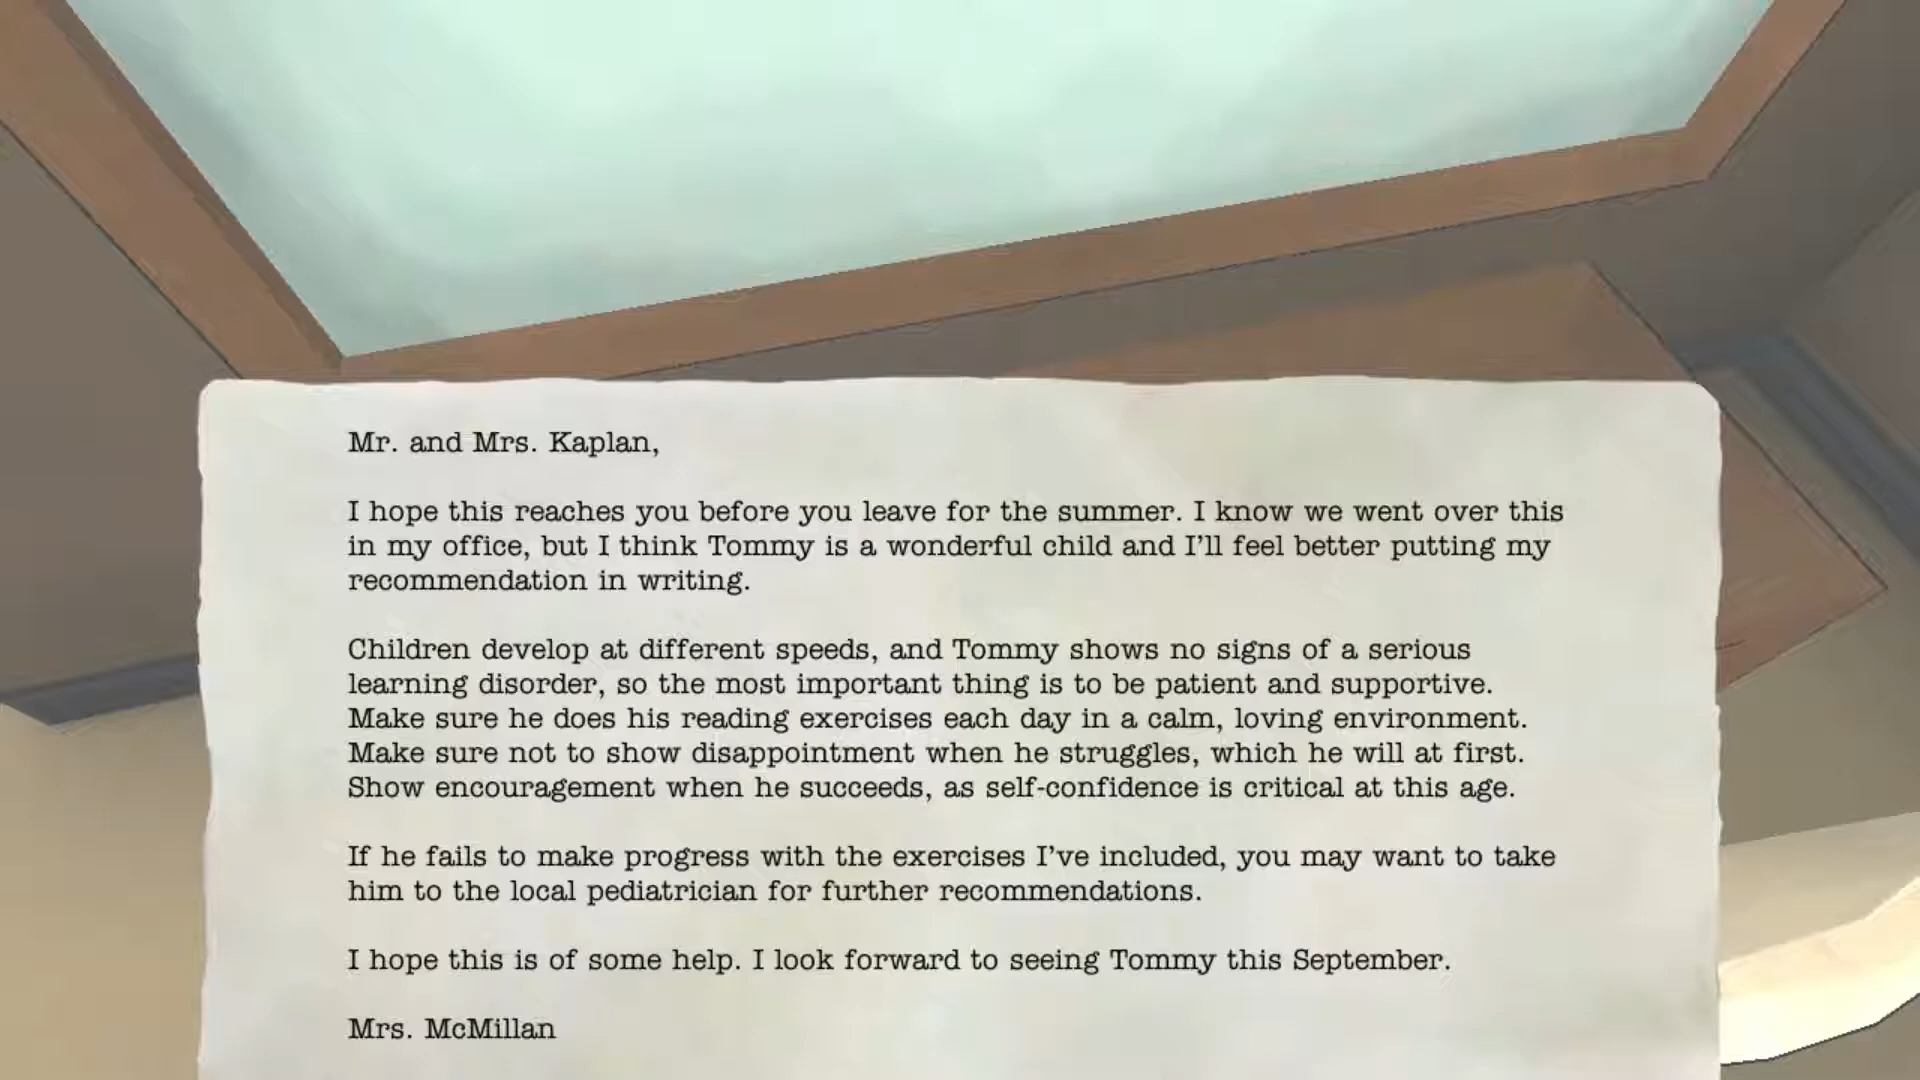 Mr. and Mrs. Kaplan,
I hope this reaches you before you leave for the summer. I know we went over this
in my office, but I think Tommy is a wonderful child and I'll feel better putting my
recommendation in writing.
Children develop at different speeds, and Tommy shows no signs of a serious
learning disorder, so the most important thing is to be patient and supportive.
Make sure he does his reading exercises each day in a calm, loving environment.
Make sure not to show disappointment when he struggles, which he will at first.
Show encouragement when he succeeds, as self-confidence is critical at this age.
If he fails to make progress with the exercises I've included, you may want to take
him to the local pediatrician for further recommendations.
I hope this is of some help. I look forward to seeing Tommy this September.
Mrs. McMillan